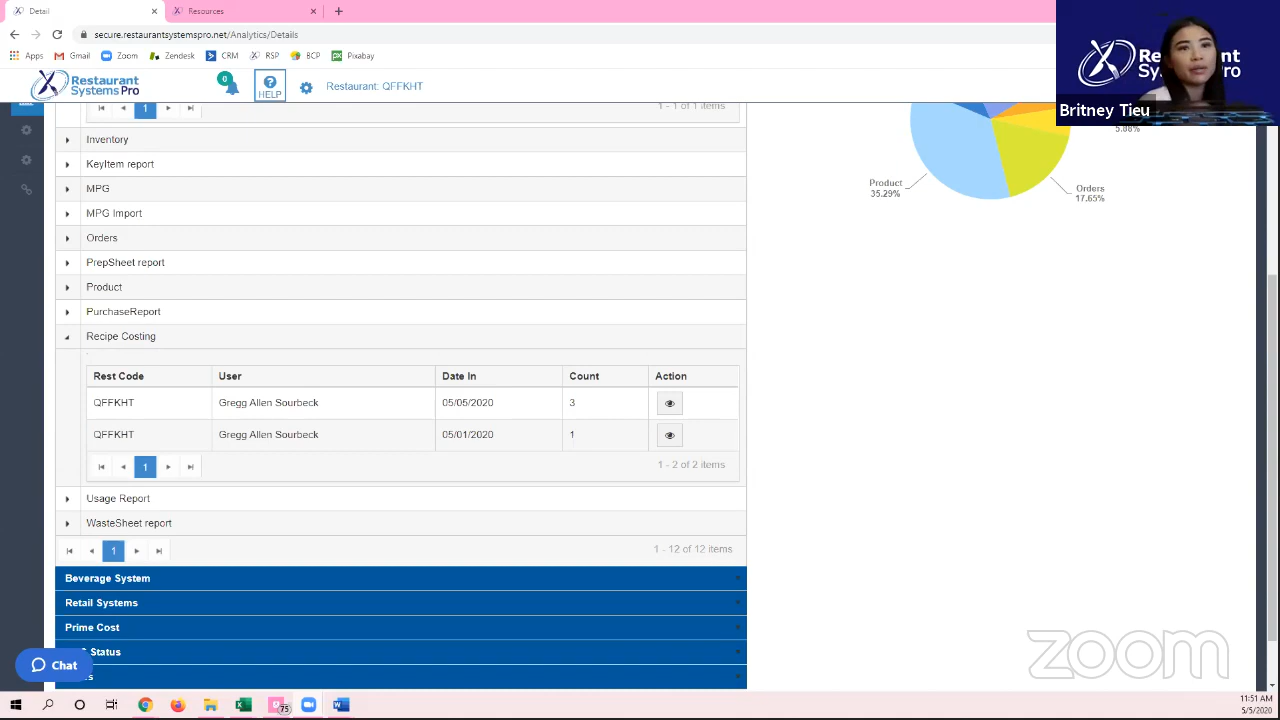 Detail
Resources
secure.restaurantsystemspro.net/Analytics/Details
Apps Gmail Zoom Zendesk CRM RSP BCP Pixabay
Restaurant
Systems Pro
0
HELP
Restaurant: QFFKHT
Restaurant
Systems Pro
Britney Tieu
1
1 - 1 of 1 items
Inventory
KeyItem report
MPG
MPG Import
Orders
PrepSheet report
Product
PurchaseReport
Recipe Costing
Rest Code User Date In Count Action
QFFKHT Gregg Allen Sourbeck 05/05/2020 3
QFFKHT Gregg Allen Sourbeck 05/01/2020 1
1
1 - 2 of 2 items
Usage Report
WasteSheet report
1
1 - 12 of 12 items
Beverage System
Retail Systems
Prime Cost
Status
Chat
5.88%
Product
35.29%
Orders
17.65%
zoom
75
11:51 AM
5/5/2020